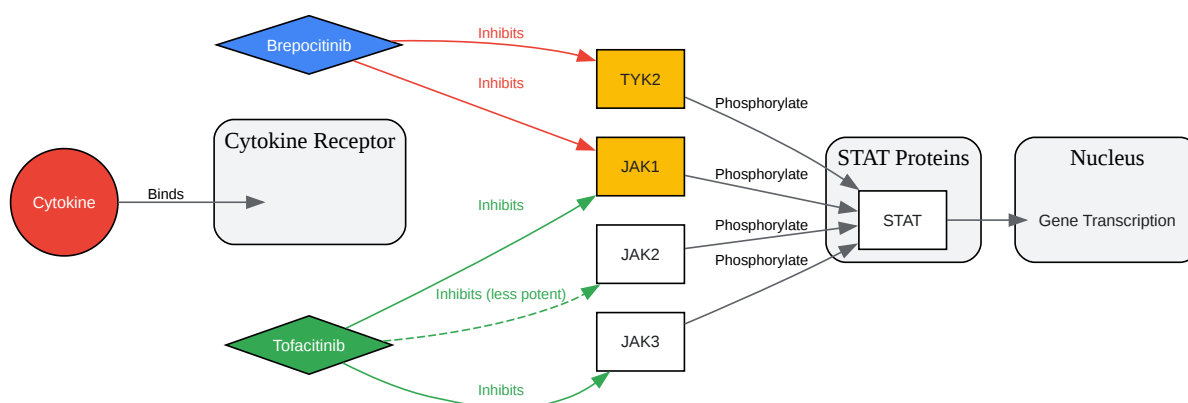 Brepocitinib
Inhibits
TYK2
Inhibits
Phosphorylate
Cytokine Receptor
JAK1
Phosphorylate
STAT Proteins
Nucleus
Cytokine
Binds
Inhibits
STAT
Gene Transcription
JAK2
Phosphorylate
Phosphorylate
Inhibits (less potent)
Tofacitinib
JAK3
Inhibits